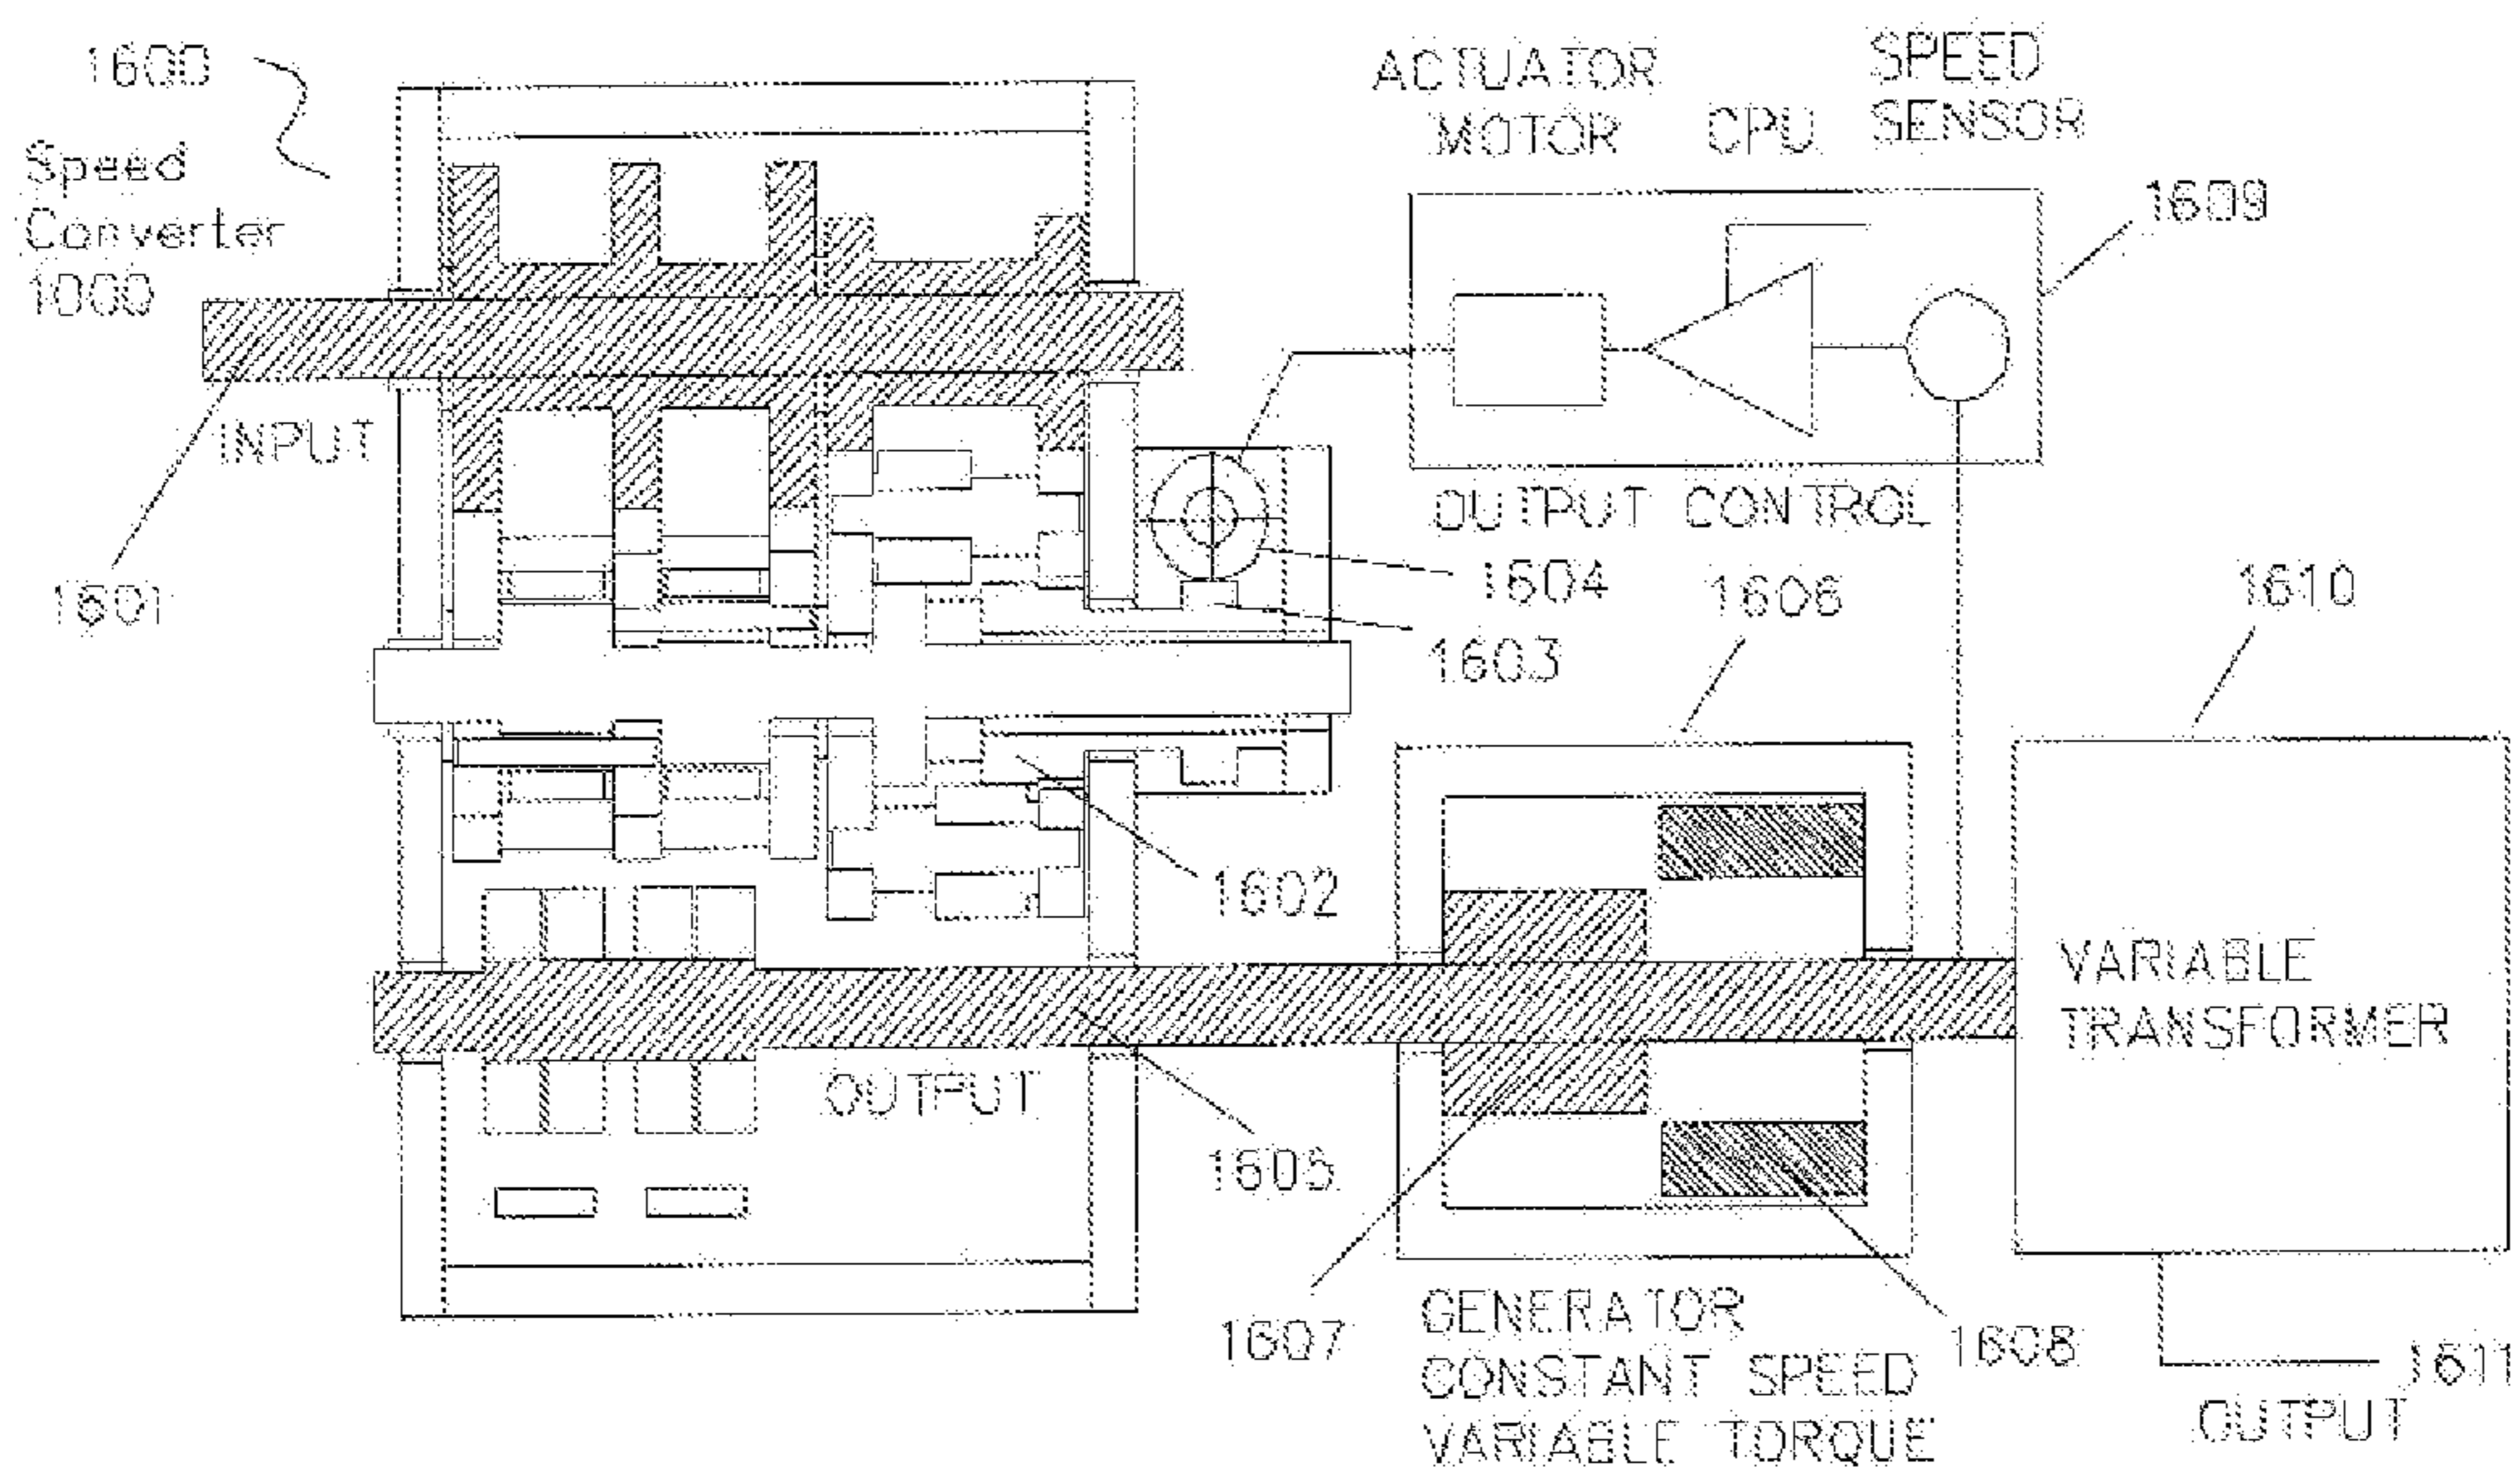 1600
Speed
Converter
1000
ACTUATOR
MOTOR
CPU
SPEED
SENSOR
1609
INPUT
1601
OUTPUT CONTROL
1604
1603
1606
1610
1602
VARIABLE
TRANSFORMER
OUTPUT
1605
1607
GENERATOR
CONSTANT SPEED
VARIABLE TORQUE
1608
1611
OUTPUT